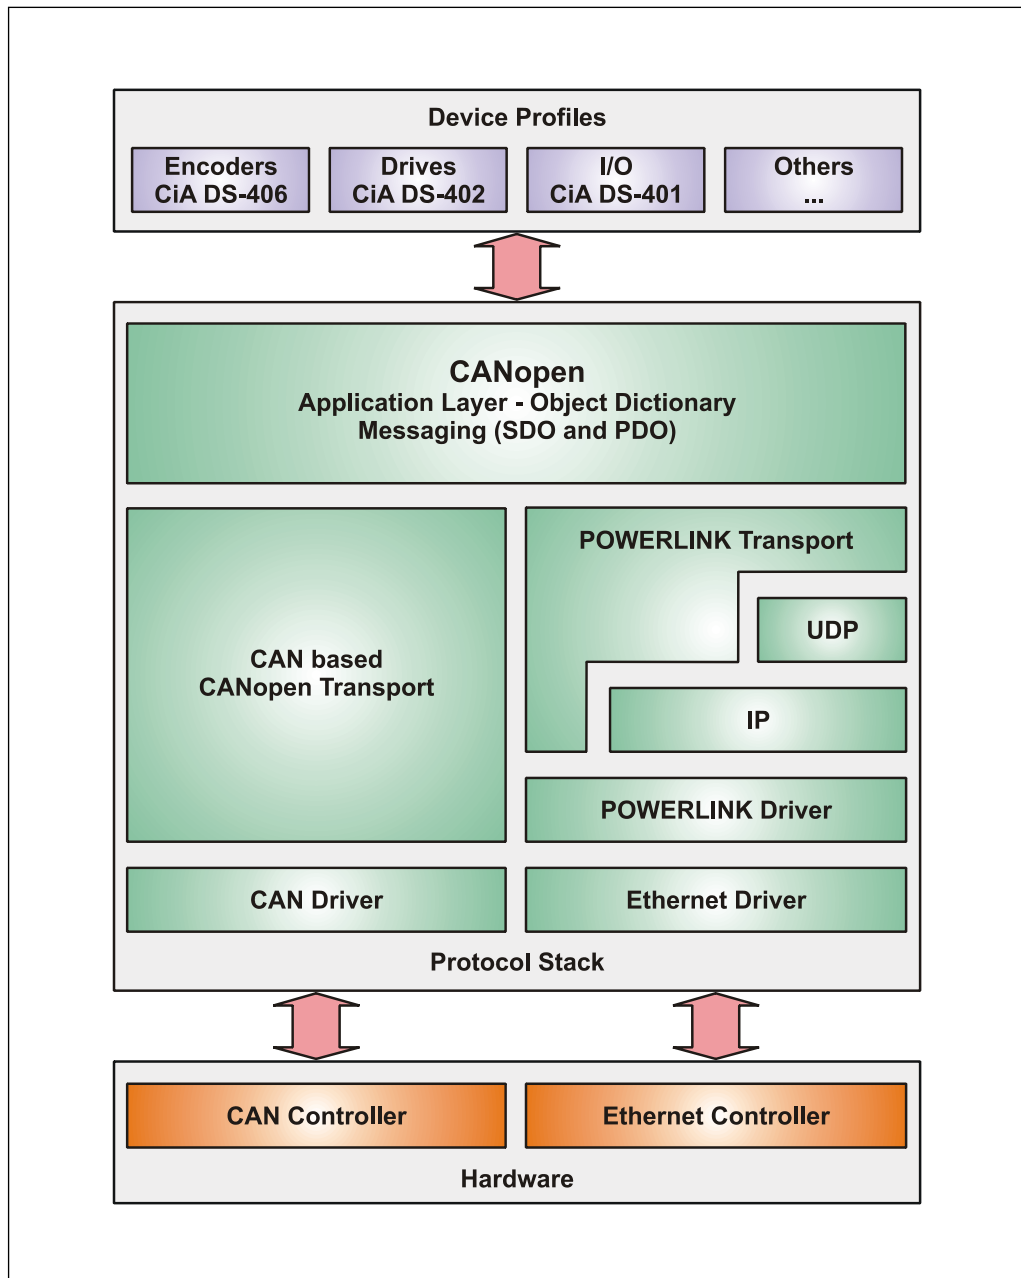 Device Profiles
Encoders
CiA DS-406
Drives
CiA DS-402
I/O
CiA DS-401
Others
...
CANopen
Application Layer - Object Dictionary
Messaging (SDO and PDO)
CAN based
CANopen Transport
POWERLINK Transport
UDP
IP
POWERLINK Driver
CAN Driver
Ethernet Driver
Protocol Stack
CAN Controller
Ethernet Controller
Hardware